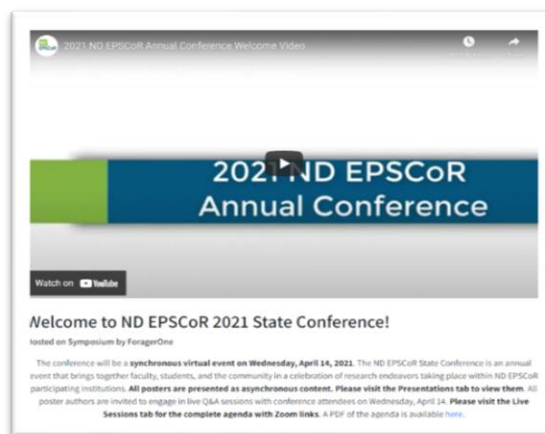 2021 ND EPSCoR Annual Conference Welcome Video
2021 ND EPSCoR
Annual Conference
Watch on YouTube
Welcome to ND EPSCoR 2021 State Conference!
Hosted on Symposium by ForagerOne
The conference will be a synchronous virtual event on Wednesday, April 14, 2021. The ND EPSCoR State Conference is an annual
event that brings together faculty, students, and the community in a celebration of research endeavors taking place within ND EPSCoR
participating institutions. All posters are presented as asynchronous content. Please visit the Presentations tab to view them. All
poster authors are invited to engage in live Q&A sessions with conference attendees on Wednesday, April 14. Please visit the Live
Sessions tab for the complete agenda with Zoom links. A PDF of the agenda is available here.